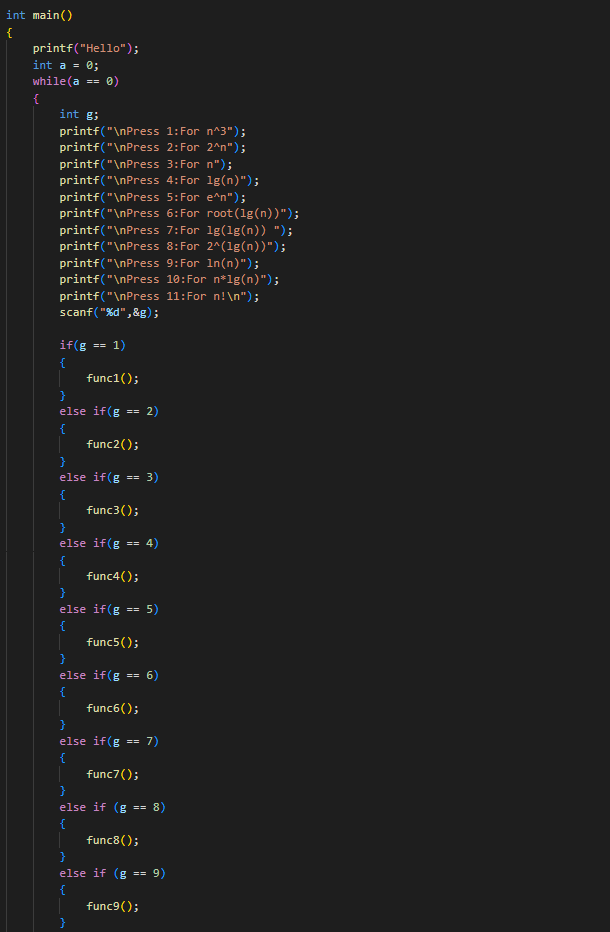 int main()
{
printf("Hello");
int a = 0;
while(a == 0)
{
int g;
printf("\nPress 1:For n^3");
printf("\nPress 2:For 2^n");
printf("\nPress 3:For n");
printf("\nPress 4:For lg(n)");
printf("\nPress 5:For e^n");
printf("\nPress 6:For root(lg(n))");
printf("\nPress 7:For lg(lg(n)) ");
printf("\nPress 8:For 2^(lg(n))");
printf("\nPress 9:For ln(n)");
printf("\nPress 10:For n*lg(n)");
printf("\nPress 11:For n!\n");
scanf("%d",&g);
if(g == 1)
{
func1();
}
else if(g == 2)
{
func2();
}
else if(g == 3)
{
func3();
}
else if(g == 4)
{
func4();
}
else if(g == 5)
{
func5();
}
else if(g == 6)
{
func6();
}
else if(g == 7)
{
func7();
}
else if (g == 8)
{
func8();
}
else if (g == 9)
{
func9();
}